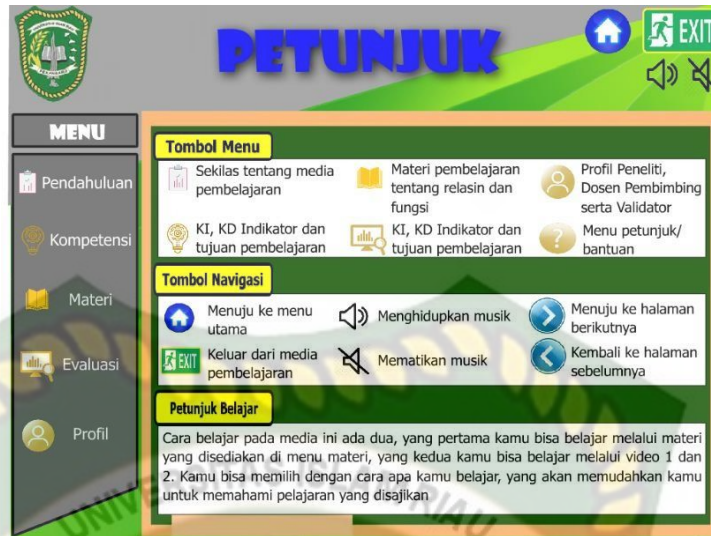 PETUNJUK
EXIT
MENU
Pendahuluan
Kompetensi
Materi
Evaluasi
Profil
Tombol Menu
Sekilas tentang media
pembelajaran
Materi pembelajaran
tentang relasin dan
fungsi
Profil Peneliti,
Dosen Pembimbing
serta Validator
KI, KD Indikator dan
tujuan pembelajaran
KI, KD Indikator dan
tujuan pembelajaran
?
Menu petunjuk/
bantuan
Tombol Navigasi
Menuju ke menu
utama
Menghidupkan musik
Menuju ke halaman
berikutnya
EXIT
Keluar dari media
pembelajaran
Mematikan musik
Kembali ke halaman
sebelumnya
Petunjuk Belajar
Cara belajar pada media ini ada dua, yang pertama kamu bisa belajar melalui materi
yang disediakan di menu materi, yang kedua kamu bisa belajar melalui video 1 dan
2. Kamu bisa memilih dengan cara apa kamu belajar, yang akan memudahkan kamu
untuk memahami pelajaran yang disajikan
UNIVERSITAS ISLAM RIAU